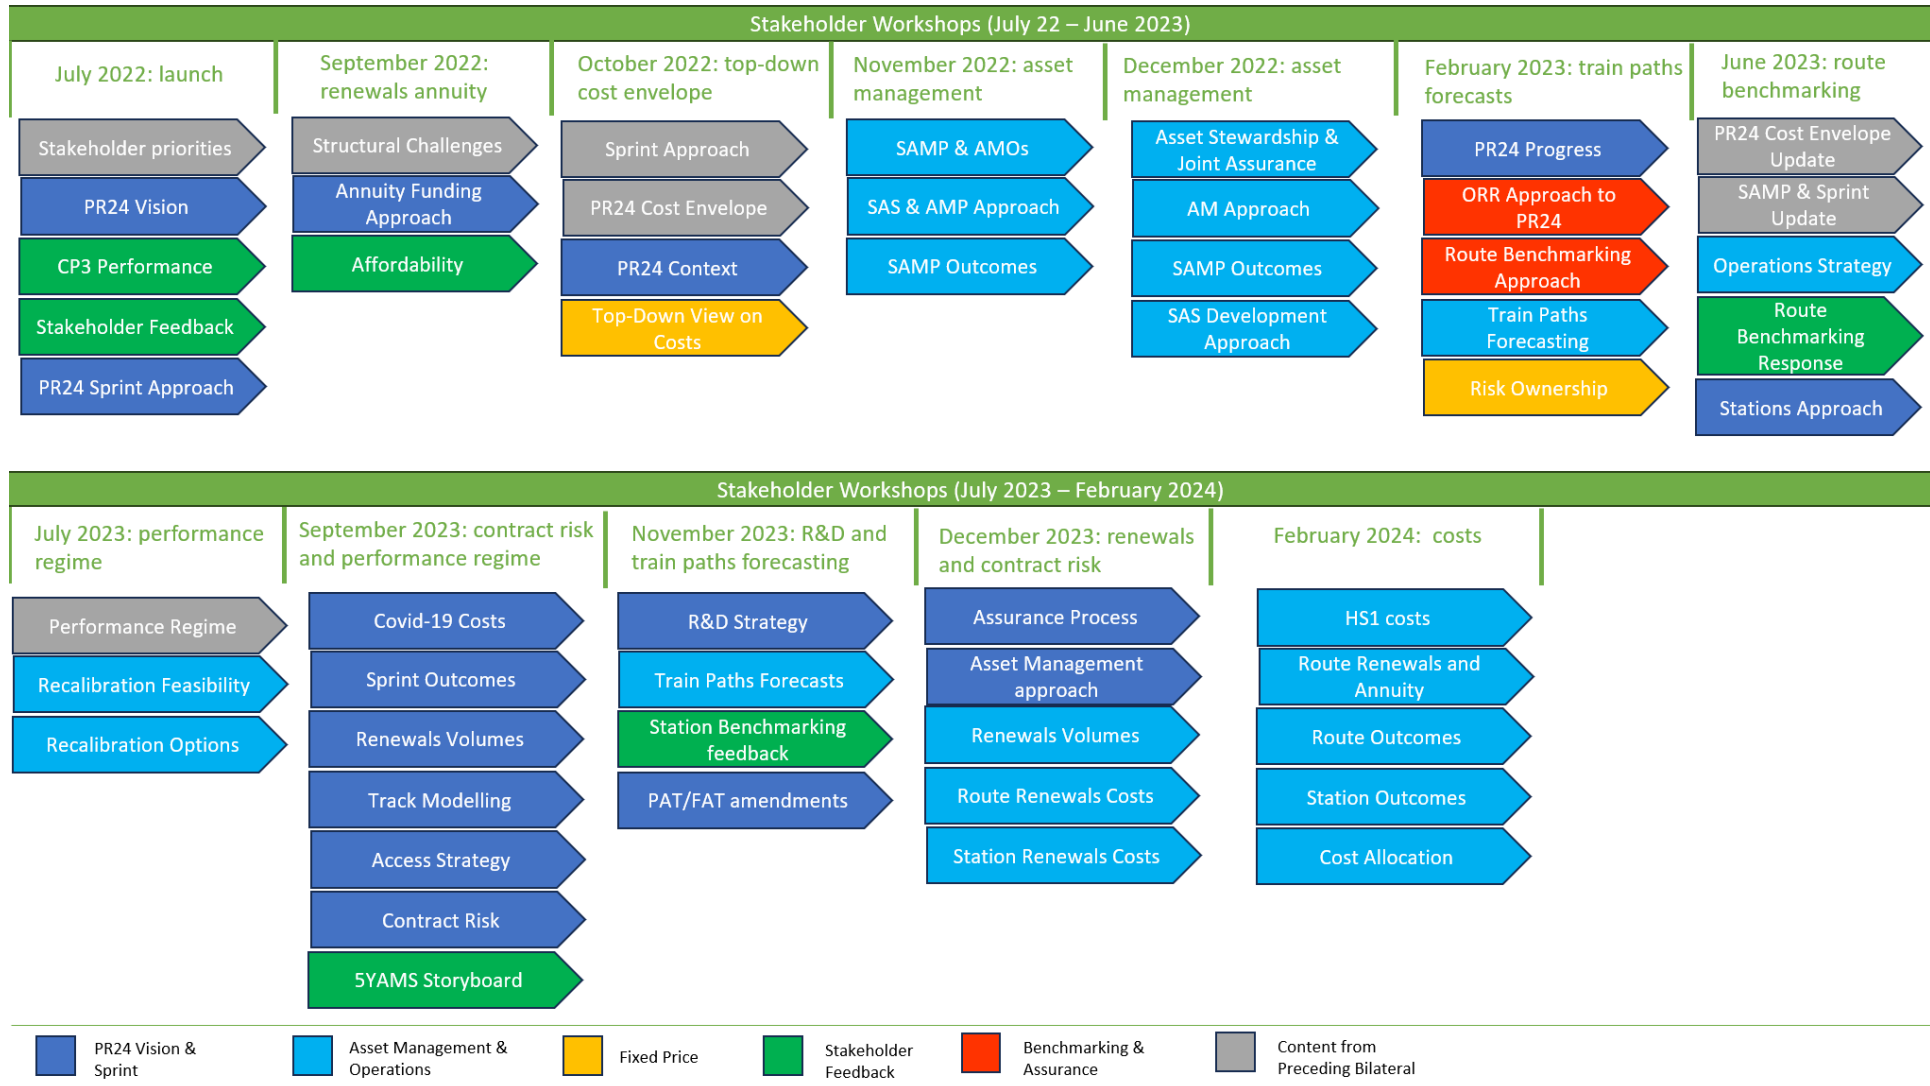 Stakeholder Workshops (July 22 – June 2023)
July 2022: launch
Stakeholder priorities
PR24 Vision
CP3 Performance
Stakeholder Feedback
PR24 Sprint Approach
September 2022:
renewals annuity
Structural Challenges
Annuity Funding
Approach
Affordability
October 2022: top-down
cost envelope
Sprint Approach
PR24 Cost Envelope
PR24 Context
Top-Down View on
Costs
November 2022: asset
management
SAMP & AMOs
SAS & AMP Approach
SAMP Outcomes
December 2022: asset
management
Asset Stewardship &
Joint Assurance
AM Approach
SAMP Outcomes
SAS Development
Approach
February 2023: train paths
forecasts
PR24 Progress
ORR Approach to
PR24
Route Benchmarking
Approach
Train Paths
Forecasting
Risk Ownership
June 2023: route
benchmarking
PR24 Cost Envelope
Update
SAMP & Sprint
Update
Operations Strategy
Route
Benchmarking
Response
Stations Approach
Stakeholder Workshops (July 2023 – February 2024)
July 2023: performance
regime
Performance Regime
Recalibration Feasibility
Recalibration Options
September 2023: contract risk
and performance regime
Covid-19 Costs
Sprint Outcomes
Renewals Volumes
Track Modelling
Access Strategy
Contract Risk
5YAMS Storyboard
November 2023: R&D and
train paths forecasting
R&D Strategy
Train Paths Forecasts
Station Benchmarking
feedback
PAT/FAT amendments
December 2023: renewals
and contract risk
Assurance Process
Asset Management
approach
Renewals Volumes
Route Renewals Costs
Station Renewals Costs
February 2024:  costs
HS1 costs
Route Renewals and
Annuity
Route Outcomes
Station Outcomes
Cost Allocation
PR24 Vision &
Sprint
Asset Management &
Operations
Fixed Price
Stakeholder
Feedback
Benchmarking &
Assurance
Content from
Preceding Bilateral